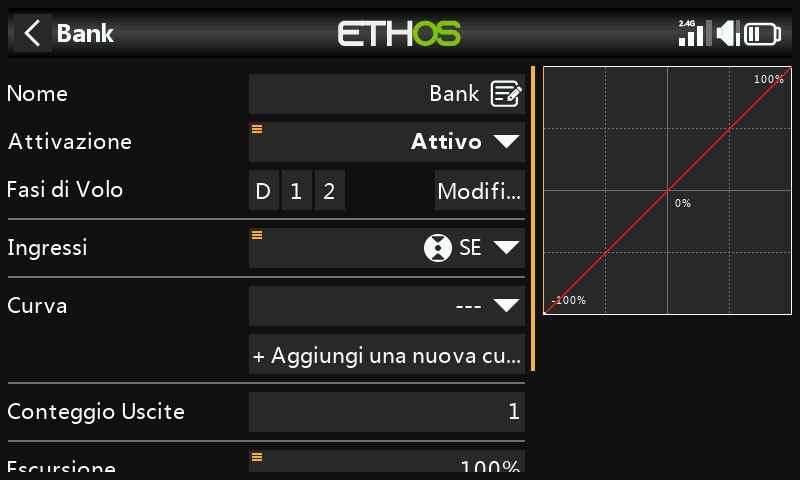 Bank
ETHOS
2.4G
Nome
Bank
Attivazione
Attivo
Fasi di Volo
D 1 2
Modifi...
Ingressi
SE
Curva
---
+ Aggiungi una nuova cu...
Conteggio Uscite
1
Escursione
100%
100%
0%
-100%